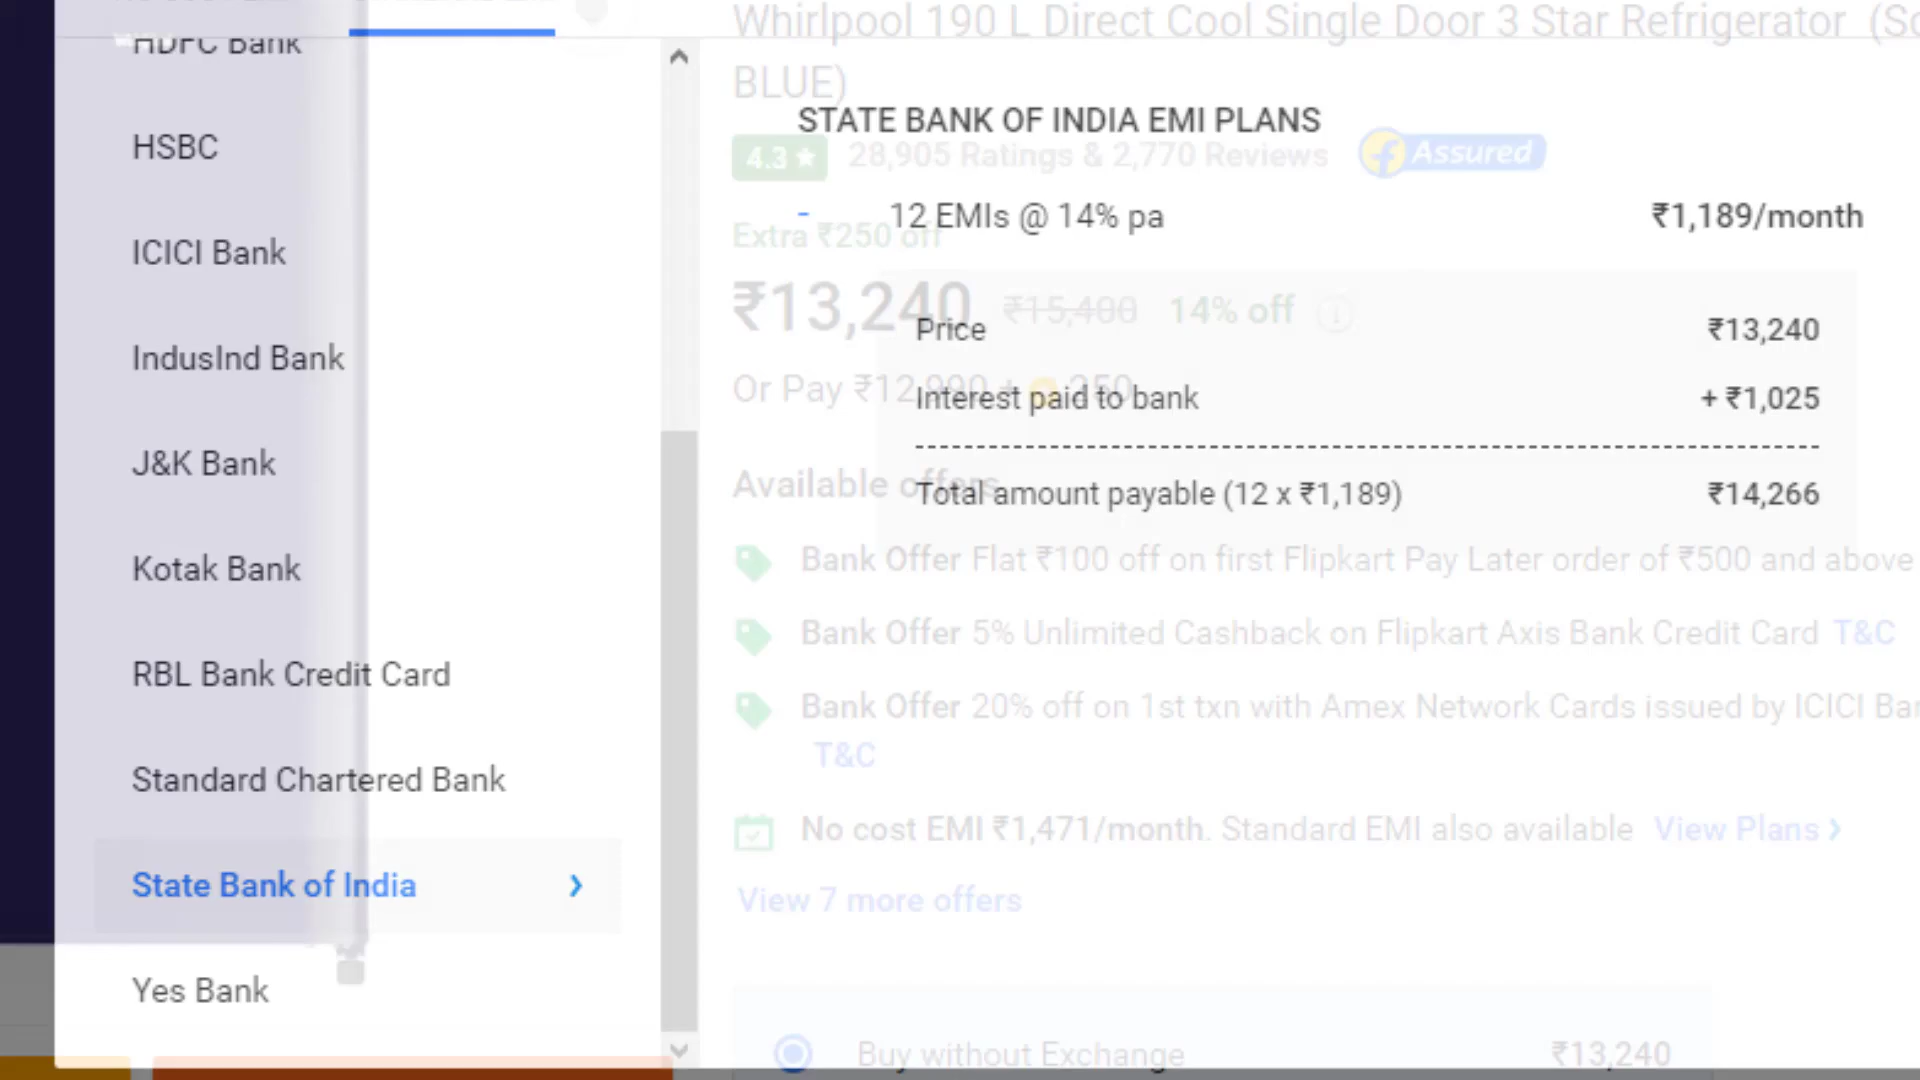 HDFC Bank
HSBC
ICICI Bank
IndusInd Bank
J&K Bank
Kotak Bank
RBL Bank Credit Card
Standard Chartered Bank
State Bank of India
Yes Bank
Whirlpool 190 L Direct Cool Single Door 3 Star Refrigerator
BLUE)
STATE BANK OF INDIA EMI PLANS
4.3 ★ 28,905 Ratings & 2,770 Reviews Assured
12 EMIs @ 14% pa ₹1,189/month
Extra ₹250 off
₹13,240 ₹15,400 14% off
Price ₹13,240
Or Pay ₹12,990 + 250
Interest paid to bank + ₹1,025
Available offers
Total amount payable (12 x ₹1,189) ₹14,266
Bank Offer Flat ₹100 off on first Flipkart Pay Later order of ₹500 and above
Bank Offer 5% Unlimited Cashback on Flipkart Axis Bank Credit Card T&C
Bank Offer 20% off on 1st txn with Amex Network Cards issued by ICICI
T&C
No cost EMI ₹1,471/month. Standard EMI also available View Plans
View 7 more offers
Buy without Exchange ₹13,240